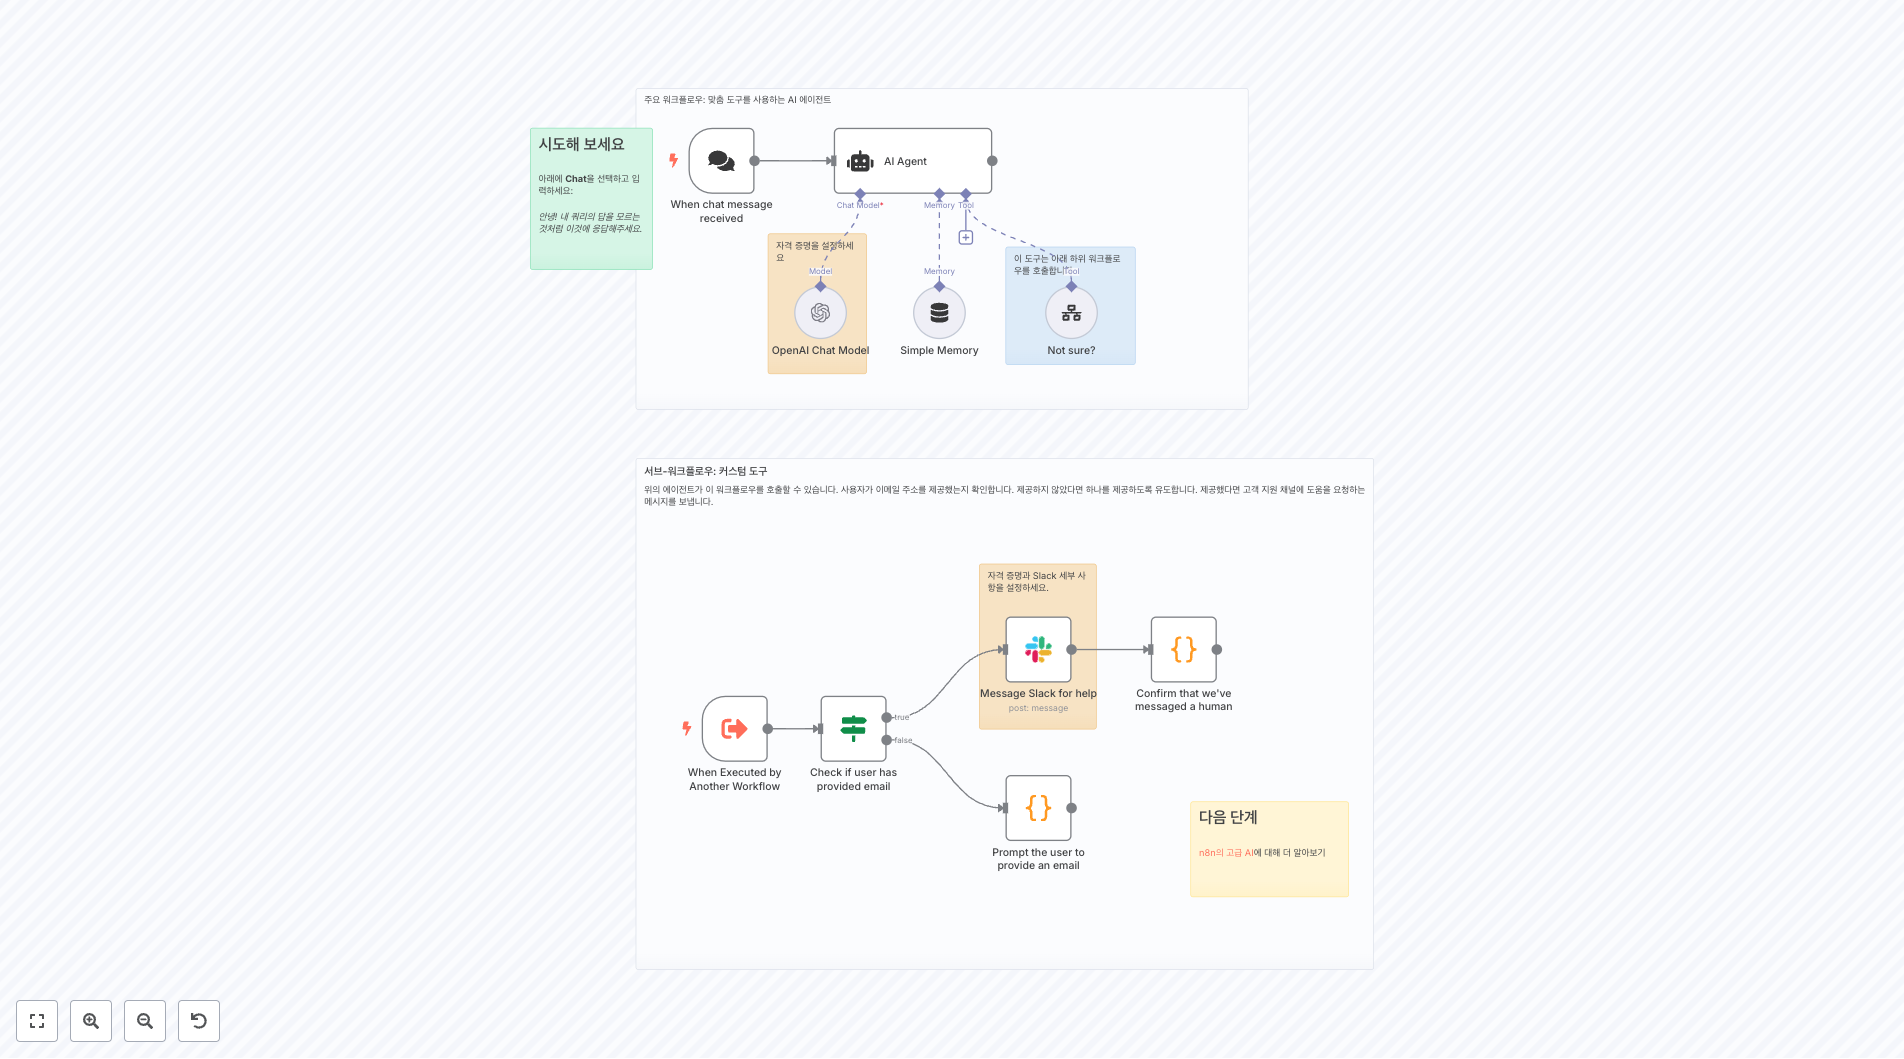 주요 워크플로우: 맞춤 도구를 사용하는 AI 에이전트
시도해 보세요
아래에 Chat을 선택하고 입
력하세요:
안녕! 내 쿼리의 답을 모르는
것처럼 이것에 응답해주세요.
When chat message
received
AI Agent
Chat Model*
Memory
Tool
자격 증명을 설정하세
요
Model
OpenAI Chat Model
Memory
Simple Memory
이 도구는 아래 하위 워크플로
우를 호출합니
Tool
Not sure?
서브-워크플로우: 커스텀 도구
위의 에이전트가 이 워크플로우를 호출할 수 있습니다. 사용자가 이메일 주소를 제공했는지 확인합니다. 제공하지 않았다면 하나를 제공하도록 유도합니다. 제공했다면 고객 지원 채널에 도움을 요청하는
메시지를 보냅니다.
자격 증명과 Slack 세부 사
항을 설정하세요.
Message Slack for help
post: message
Confirm that we've
messaged a human
When Executed by
Another Workflow
Check if user has
provided email
true
false
Prompt the user to
provide an email
다음 단계
n8n의 고급 AI에 대해 더 알아보기